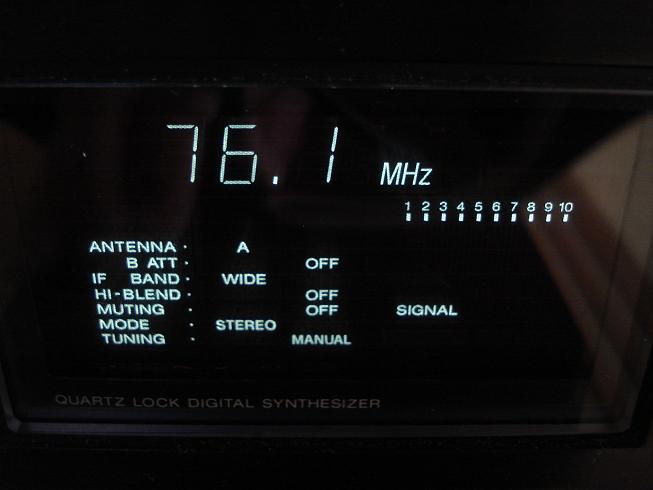 76.1 MHz
1 2 3 4 5 6 7 8 9 10
ANTENNA · A
B ATT · OFF
IF BAND · WIDE
HI-BLEND · OFF
MUTING · OFF SIGNAL
MODE · STEREO
TUNING · MANUAL
QUARTZ LOCK DIGITAL SYNTHESIZER